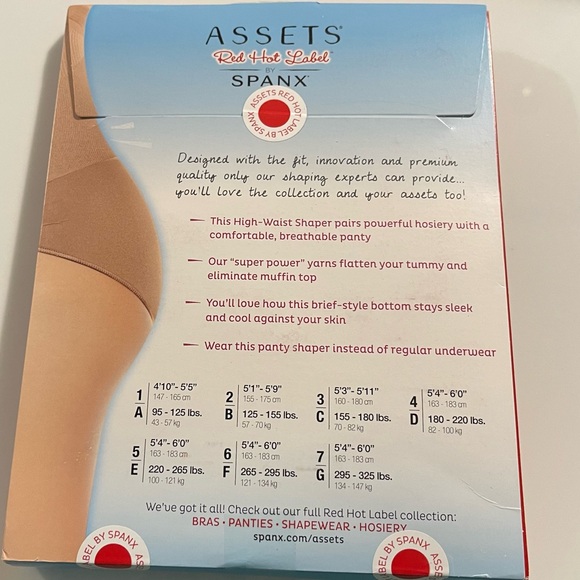 ASSETS®
Red Hot Label™
BY
SPANX®
ASSETS RED HOT LABEL BY SPANX
Designed with the fit, innovation and premium
quality only our shaping experts can provide...
you'll love the collection and your assets too!
This High-Waist Shaper pairs powerful hosiery with a
comfortable, breathable panty
Our "super power" yarns flatten your tummy and
eliminate muffin top
You'll love how this brief-style bottom stays sleek
and cool against your skin
Wear this panty shaper instead of regular underwear
1 A 4'10"- 5'5"
147 - 165 cm
95 - 125 lbs.
43 - 57 kg
2 B 5'1"- 5'9"
155 - 175 cm
125 - 155 lbs.
57 - 70 kg
3 C 5'3"- 5'11"
160 - 180 cm
155 - 180 lbs.
70 - 82 kg
4 D 5'4"- 6'0"
163 - 183 cm
180 - 220 lbs.
82 - 100 kg
5 E 5'4"- 6'0"
163 - 183 cm
220 - 265 lbs.
100 - 121 kg
6 F 5'4"- 6'0"
163 - 183 cm
265 - 295 lbs.
121 - 134 kg
7 G 5'4"- 6'0"
163 - 183 cm
295 - 325 lbs.
134 - 147 kg
We've got it all! Check out our full Red Hot Label collection:
BRAS • PANTIES • SHAPEWEAR • HOSIERY
spanx.com/assets
BEL BY SPANX ASS
ABEL BY SPANX ASSE